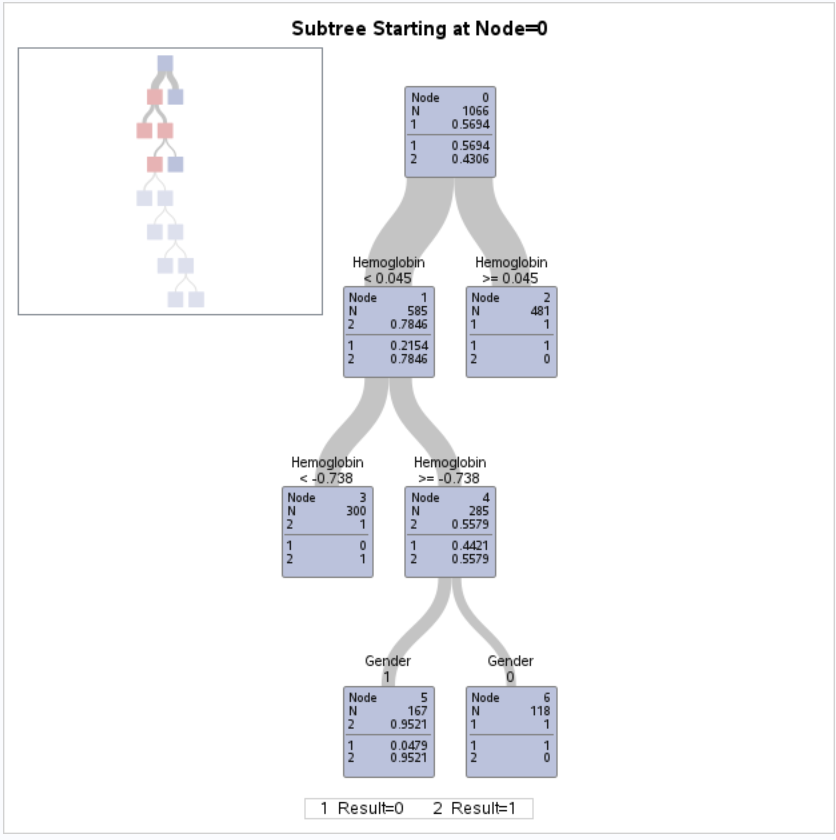 Subtree Starting at Node=0
Node 0
N 1066
1 0.5694
1 0.5694
2 0.4306
Hemoglobin
< 0.045
Hemoglobin
>= 0.045
Node 1
N 585
2 0.7846
1 0.2154
2 0.7846
Node 2
N 481
1 1
1 1
2 0
Hemoglobin
< -0.738
Hemoglobin
>= -0.738
Node 3
N 300
2 1
1 0
2 1
Node 4
N 285
2 0.5579
1 0.4421
2 0.5579
Gender
1
Gender
0
Node 5
N 167
2 0.9521
1 0.0479
2 0.9521
Node 6
N 118
1 1
1 1
2 0
1 Result=0 2 Result=1